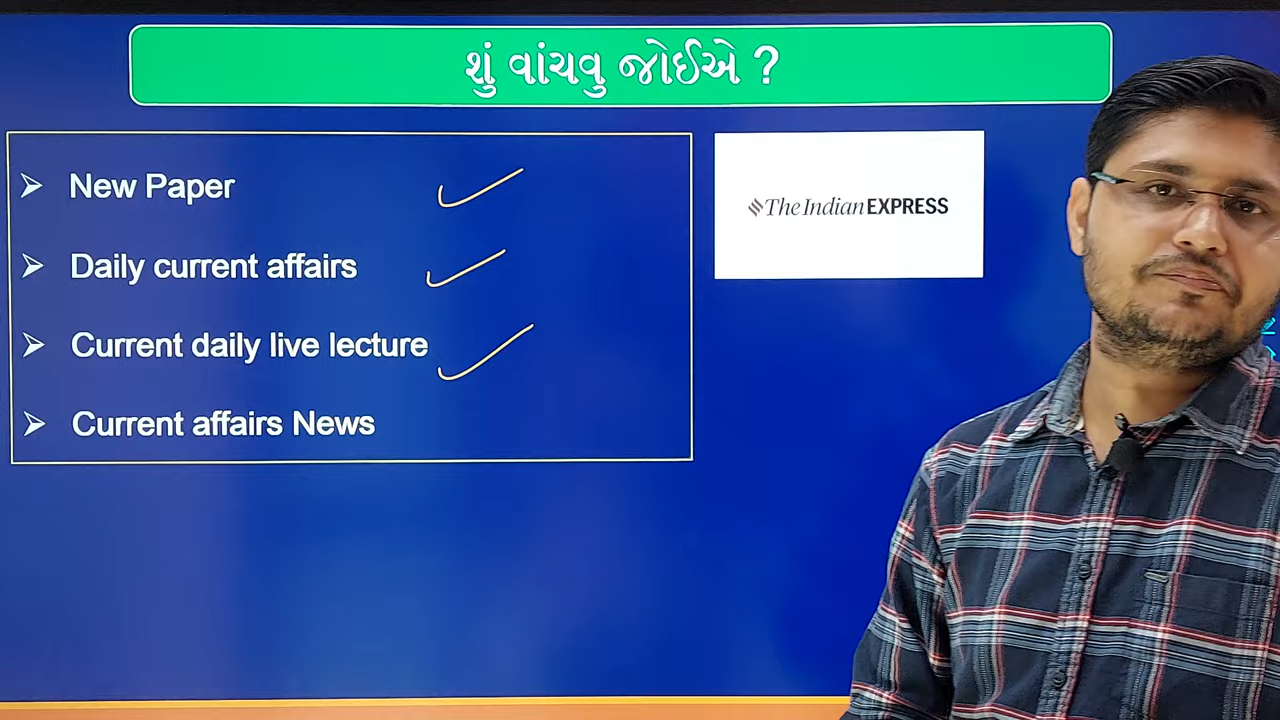 શું વાંચવુ જોઈએ ?
New Paper
Daily current affairs
Current daily live lecture
Current affairs News
The Indian EXPRESS